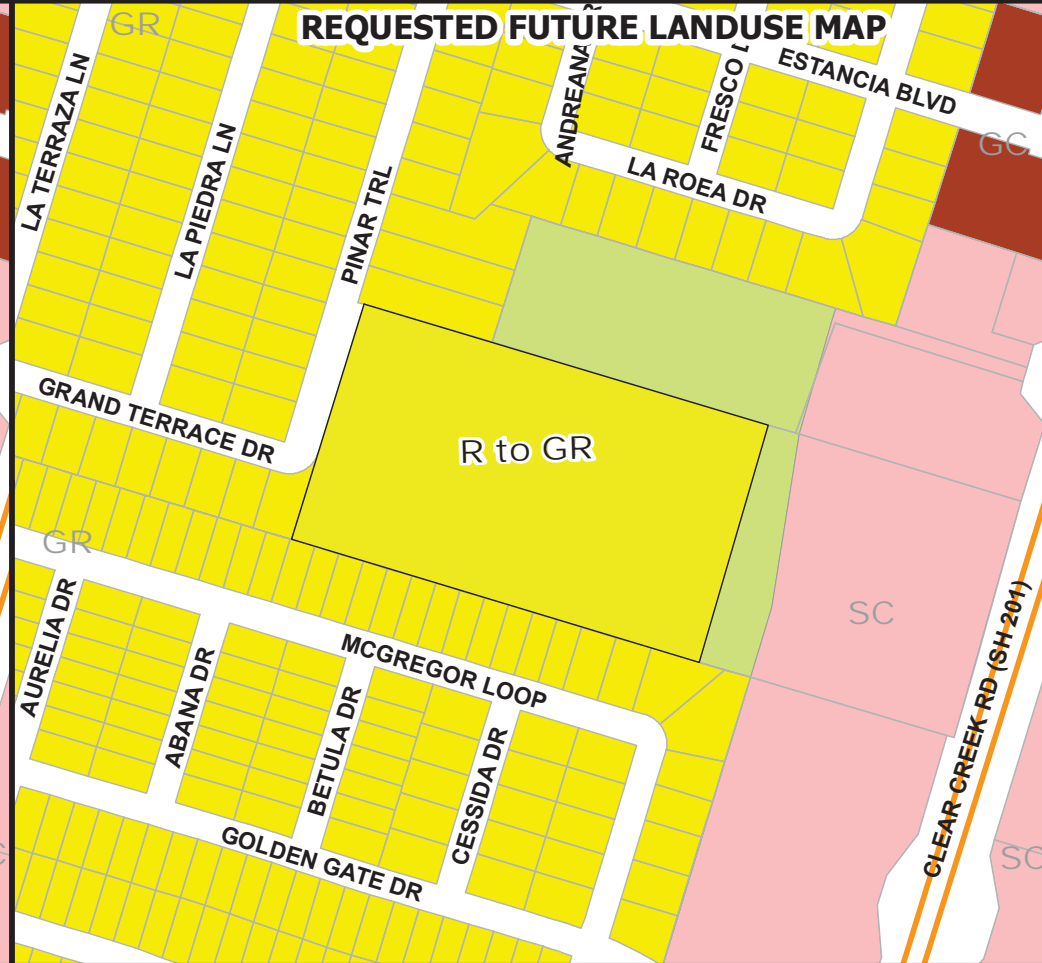 REQUESTED FUTURE LANDUSE MAP
GR
ESTANCIA BLVD
FRESCO
ANDREANA
LA TERRAZA LN
GC
LA PIEDRA LN
LA ROEA DR
PINAR TRL
GRAND TERRACE DR
R to GR
GR
SC
AURELIA DR
ABANA DR
MCGREGOR LOOP
BETULA DR
CESSIDA DR
CLEAR CREEK RD (SH 201)
GOLDEN GATE DR
SC